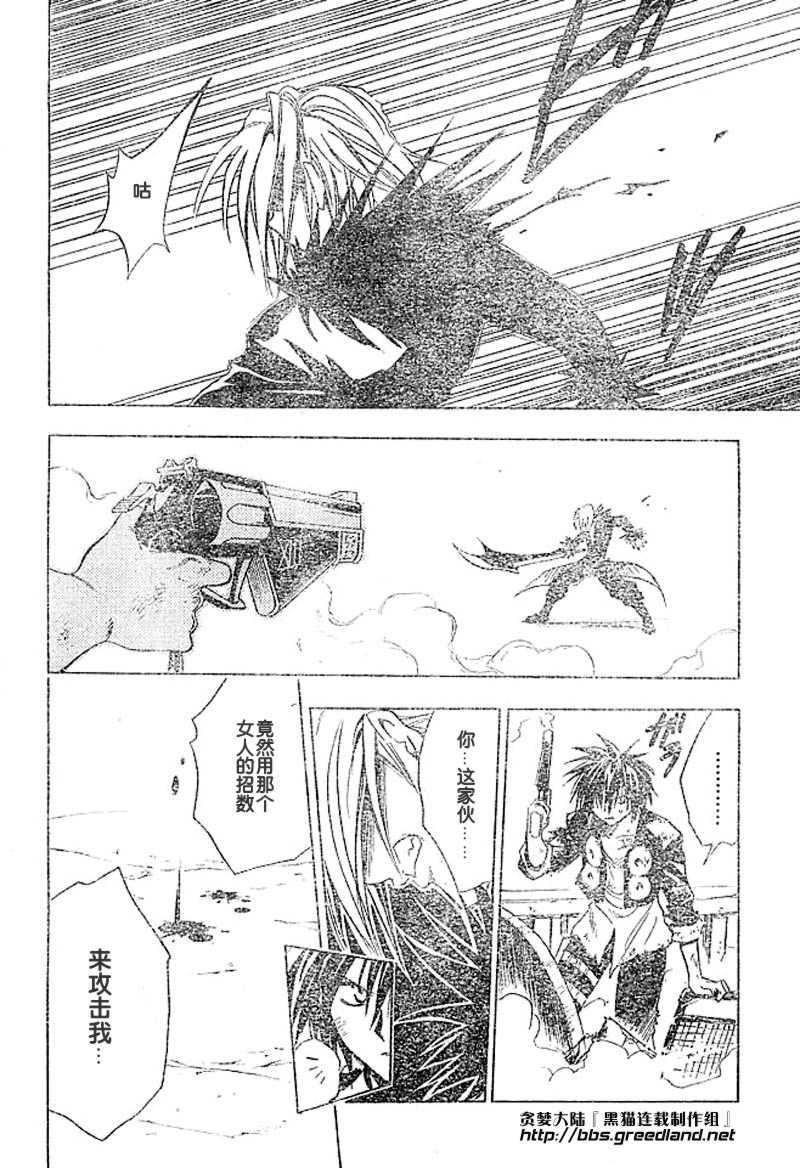 咕
XIII
………
你…这家伙
竟然用那个
女人的招数
来攻击我…
贪婪大陆『黑猫连载制作组』
http://bbs.greedland.net